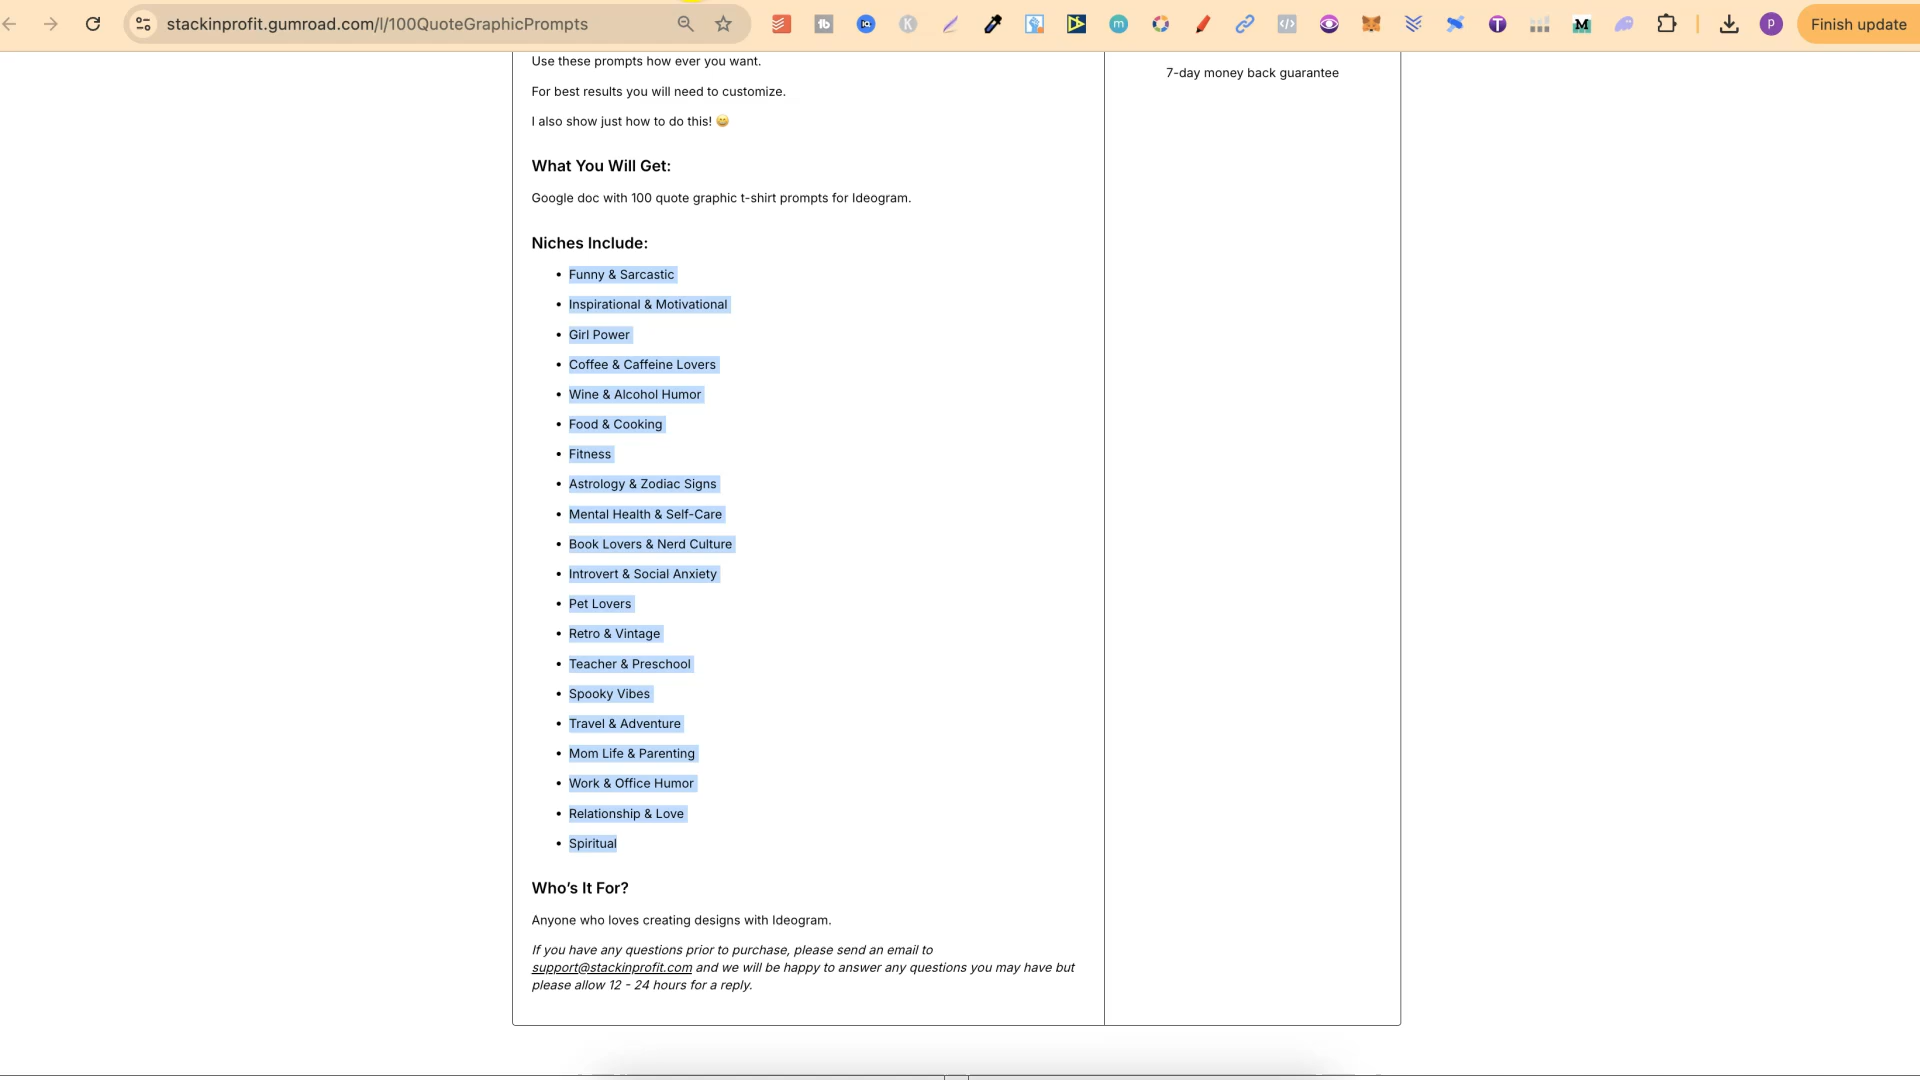 stackinprofit.gumroad.com/l/100QuoteGraphicPrompts
Finish update
Use these prompts how ever you want.
7-day money back guarantee
For best results you will need to customize.
I also show just how to do this! 😀
What You Will Get:
Google doc with 100 quote graphic t-shirt prompts for Ideogram.
Niches Include:
• Funny & Sarcastic
• Inspirational & Motivational
• Girl Power
• Coffee & Caffeine Lovers
• Wine & Alcohol Humor
• Food & Cooking
• Fitness
• Astrology & Zodiac Signs
• Mental Health & Self-Care
• Book Lovers & Nerd Culture
• Introvert & Social Anxiety
• Pet Lovers
• Retro & Vintage
• Teacher & Preschool
• Spooky Vibes
• Travel & Adventure
• Mom Life & Parenting
• Work & Office Humor
• Relationship & Love
• Spiritual
Who's It For?
Anyone who loves creating designs with Ideogram.
If you have any questions prior to purchase, please send an email to
support@stackinprofit.com and we will be happy to answer any questions you may have but
please allow 12 - 24 hours for a reply.